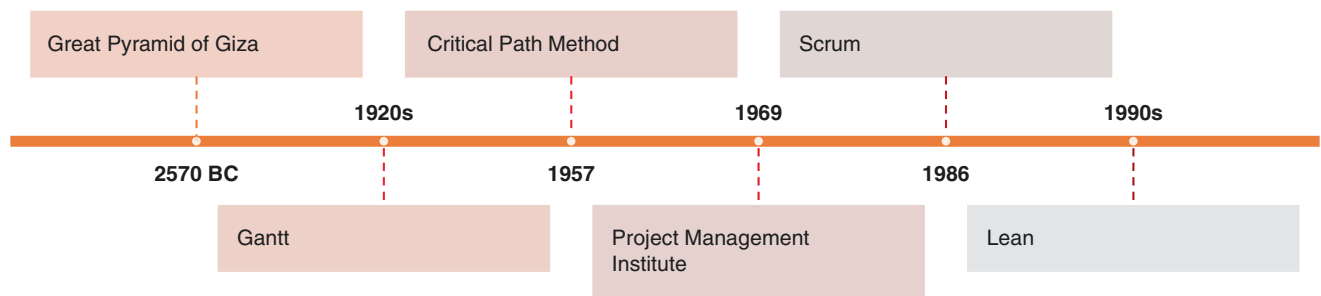 Great Pyramid of Giza
Critical Path Method
Scrum
1920s
1969
1990s
2570 BC
1957
1986
Gantt
Project Management
Institute
Lean